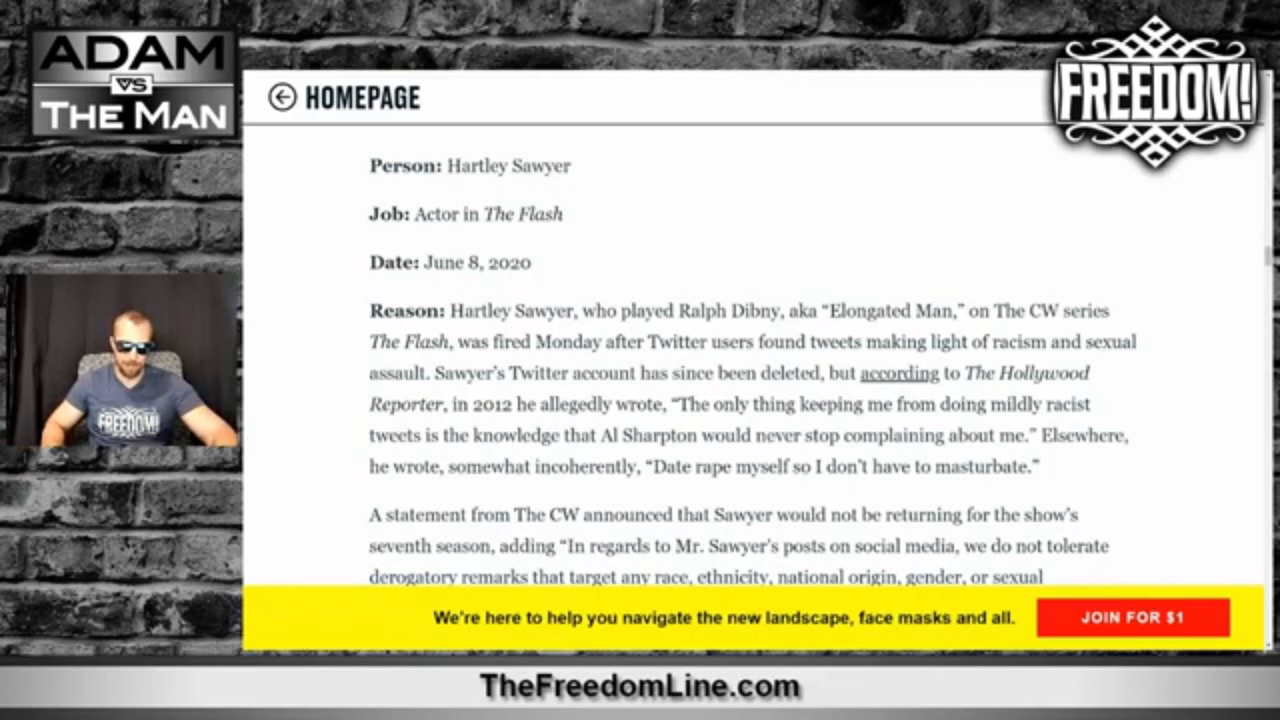 ADAM
VS
THE MAN
FREEDOM!
HOMEPAGE
Person: Hartley Sawyer
Job: Actor in The Flash
Date: June 8, 2020
Reason: Hartley Sawyer, who played Ralph Dibny, aka “Elongated Man,” on The CW series
The Flash, was fired Monday after Twitter users found tweets making light of racism and sexual
assault. Sawyer’s Twitter account has since been deleted, but according to The Hollywood
Reporter, in 2012 he allegedly wrote, “The only thing keeping me from doing mildly racist
tweets is the knowledge that Al Sharpton would never stop complaining about me.” Elsewhere,
he wrote, somewhat incoherently, “Date rape myself so I don’t have to masturbate.”
A statement from The CW announced that Sawyer would not be returning for the show’s
seventh season, adding “In regards to Mr. Sawyer’s posts on social media, we do not tolerate
derogatory remarks that target any race, ethnicity, national origin, gender, or sexual
FREEDOM!
We're here to help you navigate the new landscape, face masks and all.
JOIN FOR $1
TheFreedomLine.com